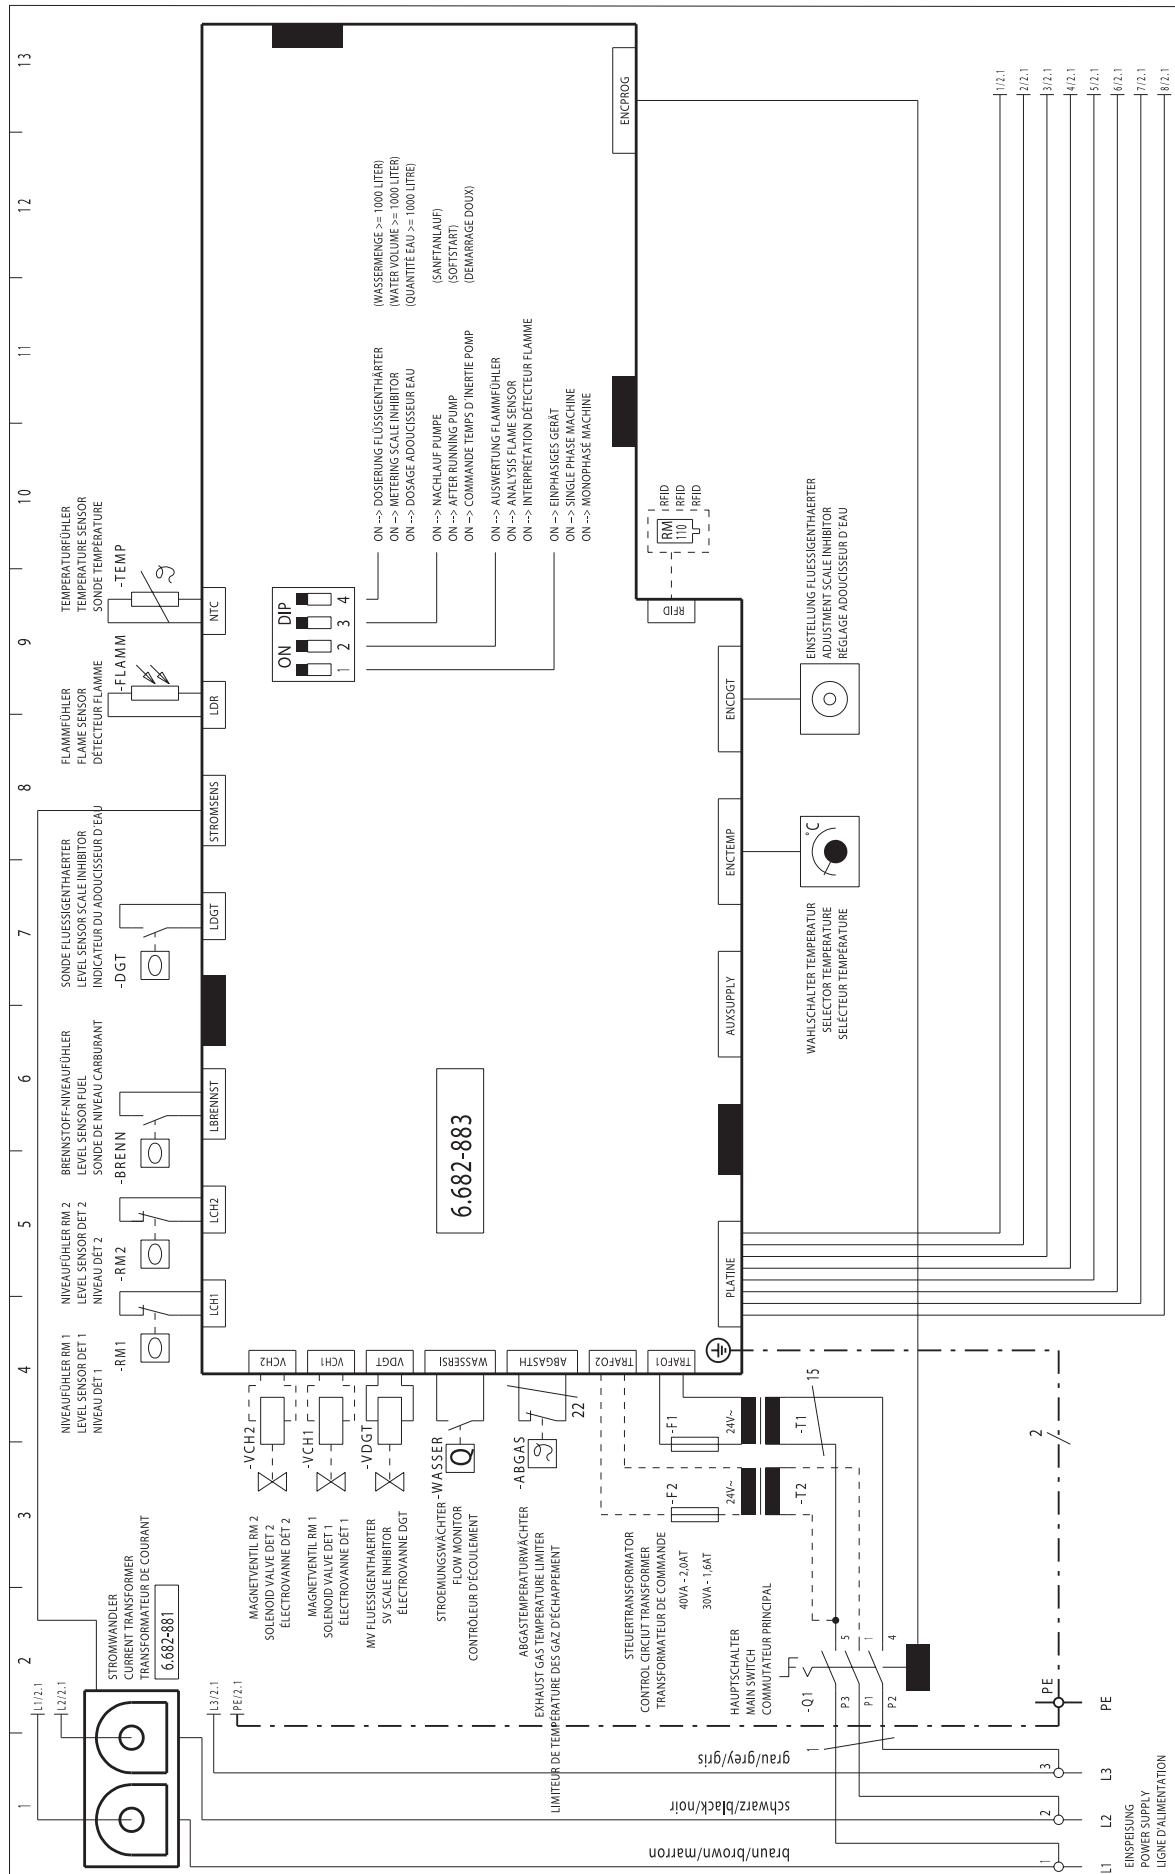 1
2
3
4
5
6
7
8
9
10
11
12
13
L1/2.1
L2/2.1
STROMWANDLER
CURRENT TRANSFORMER
TRANSFORMATEUR DE COURANT
6.682-881
L3/2.1
PE/2.1
NIVEAUFÜHLER RM 1
LEVEL SENSOR DET 1
NIVEAU DÉT 1
-RM1
LCH1
NIVEAUFÜHLER RM 2
LEVEL SENSOR DET 2
NIVEAU DÉT 2
-RM2
LCH2
BRENNSTOFF-NIVEAUFÜHLER
LEVEL SENSOR FUEL
SONDE DE NIVEAU CARBURANT
-BRENN
LBRENNST
SONDE FLUESSIGENTHAERTER
LEVEL SENSOR SCALE INHIBITOR
INDICATEUR DU ADOUCISSEUR D'EAU
-DGT
LDGT
STROMSENS
FLAMMFÜHLER
FLAME SENSOR
DÉTECTEUR FLAMME
-FLAMM
LDR
TEMPERATURFÜHLER
TEMPERATURE SENSOR
SONDE TEMPÉRATURE
-TEMP
NTC
MAGNETVENTIL RM 2
SOLENOID VALVE DET 2
ÉLECTROVANNE DÉT 2
-VCH2
VCH2
MAGNETVENTIL RM 1
SOLENOID VALVE DET 1
ÉLECTROVANNE DÉT 1
-VCH1
VCH1
MV FLUESSIGENTHAERTER
SV SCALE INHIBITOR
ÉLECTROVANNE DGT
-VDGT
VDGT
STROEMUNGSWÄCHTER
FLOW MONITOR
CONTRÔLEUR D'ÉCOULEMENT
-WASSER
Q
WASSERSI
ABGASTEMPERATURWÄCHTER
EXHAUST GAS TEMPERATURE LIMITER
LIMITEUR DE TEMPÉRATURE DES GAZ D'ÉCHAPPEMENT
-ABGAS
22
ABGASTH
STEUERTRANSFORMATOR
CONTROL CIRCIUT TRANSFORMER
TRANSFORMATEUR DE COMMANDE
40VA - 2,0AT
30VA - 1,6AT
-F2
-F1
TRAFO2
TRAFO1
24V~
24V~
-T2
-T1
15
HAUPTSCHALTER
MAIN SWITCH
COMMUTATEUR PRINCIPAL
-Q1
P3
5
P1
1
P2
4
1
2
6.682-883
ON DIP
1 2 3 4
ON --> DOSIERUNG FLÜSSIGENTHÄRTER (WASSERMENGE >= 1000 LITER)
ON --> METERING SCALE INHIBITOR (WATER VOLUME >= 1000 LITER)
ON --> DOSAGE ADOUCISSEUR EAU (QUANTITÉ EAU >= 1000 LITRE)
ON --> NACHLAUF PUMPE (SANFTANLAUF)
ON --> AFTER RUNNING PUMP (SOFTSTART)
ON --> COMMANDE TEMPS D'INERTIE POMP (DEMARRAGE DOUX)
ON --> AUSWERTUNG FLAMMFÜHLER
ON --> ANALYSIS FLAME SENSOR
ON --> INTERPRÉTATION DÉTECTEUR FLAMME
ON --> EINPHASIGES GERÄT
ON --> SINGLE PHASE MACHINE
ON --> MONOPHASÉ MACHINE
ENCPROG
RFID
RM
110
RFID
RFID
RFID
PLATINE
AUXSUPPLY
ENCTEMP
ENCDGT
°C
WAHLSCHALTER TEMPERATUR
SELECTOR TEMPERATURE
SELÉCTEUR TEMPÉRATURE
EINSTELLUNG FLUESSIGENTHAERTER
ADJUSTMENT SCALE INHIBITOR
RÉGLAGE ADOUCISSEUR D'EAU
1/2.1
2/2.1
3/2.1
4/2.1
5/2.1
6/2.1
7/2.1
8/2.1
braun/brown/marron
schwarz/black/noir
grau/grey/gris
1
2
3
PE
L1
L2
L3
PE
EINSPEISUNG
POWER SUPPLY
LIGNE D'ALIMENTATION